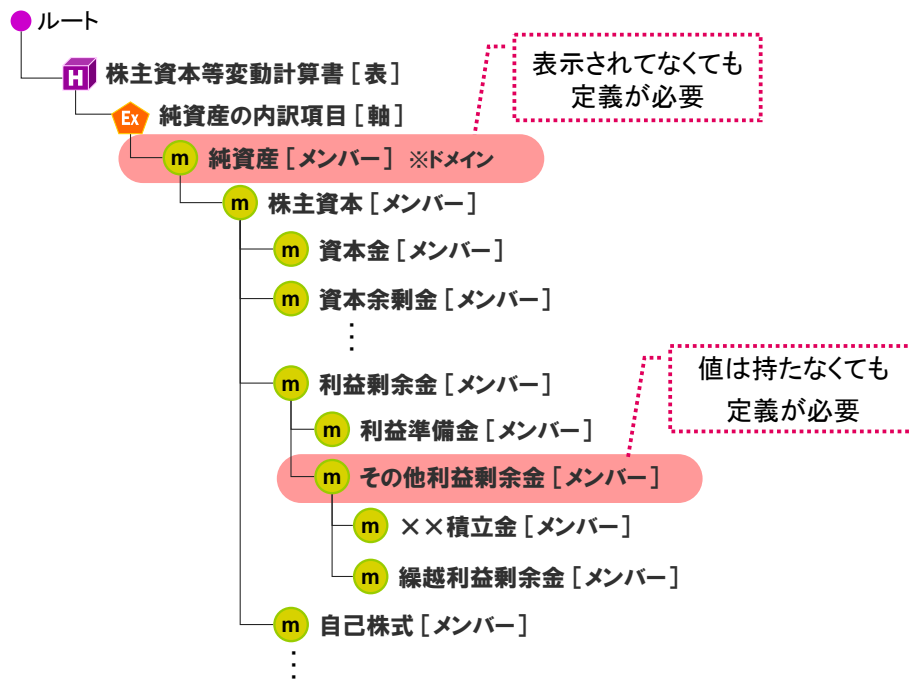 ルート
H 株主資本等変動計算書［表］
Ex 純資産の内訳項目［軸］
m 純資産［メンバー］ ※ドメイン
表示されてなくても
定義が必要
m 株主資本［メンバー］
m 資本金［メンバー］
m 資本余剰金［メンバー］
⋮
m 利益剰余金［メンバー］
値は持たなくても
定義が必要
m 利益準備金［メンバー］
m その他利益剰余金［メンバー］
m ××積立金［メンバー］
m 繰越利益剰余金［メンバー］
m 自己株式［メンバー］
⋮